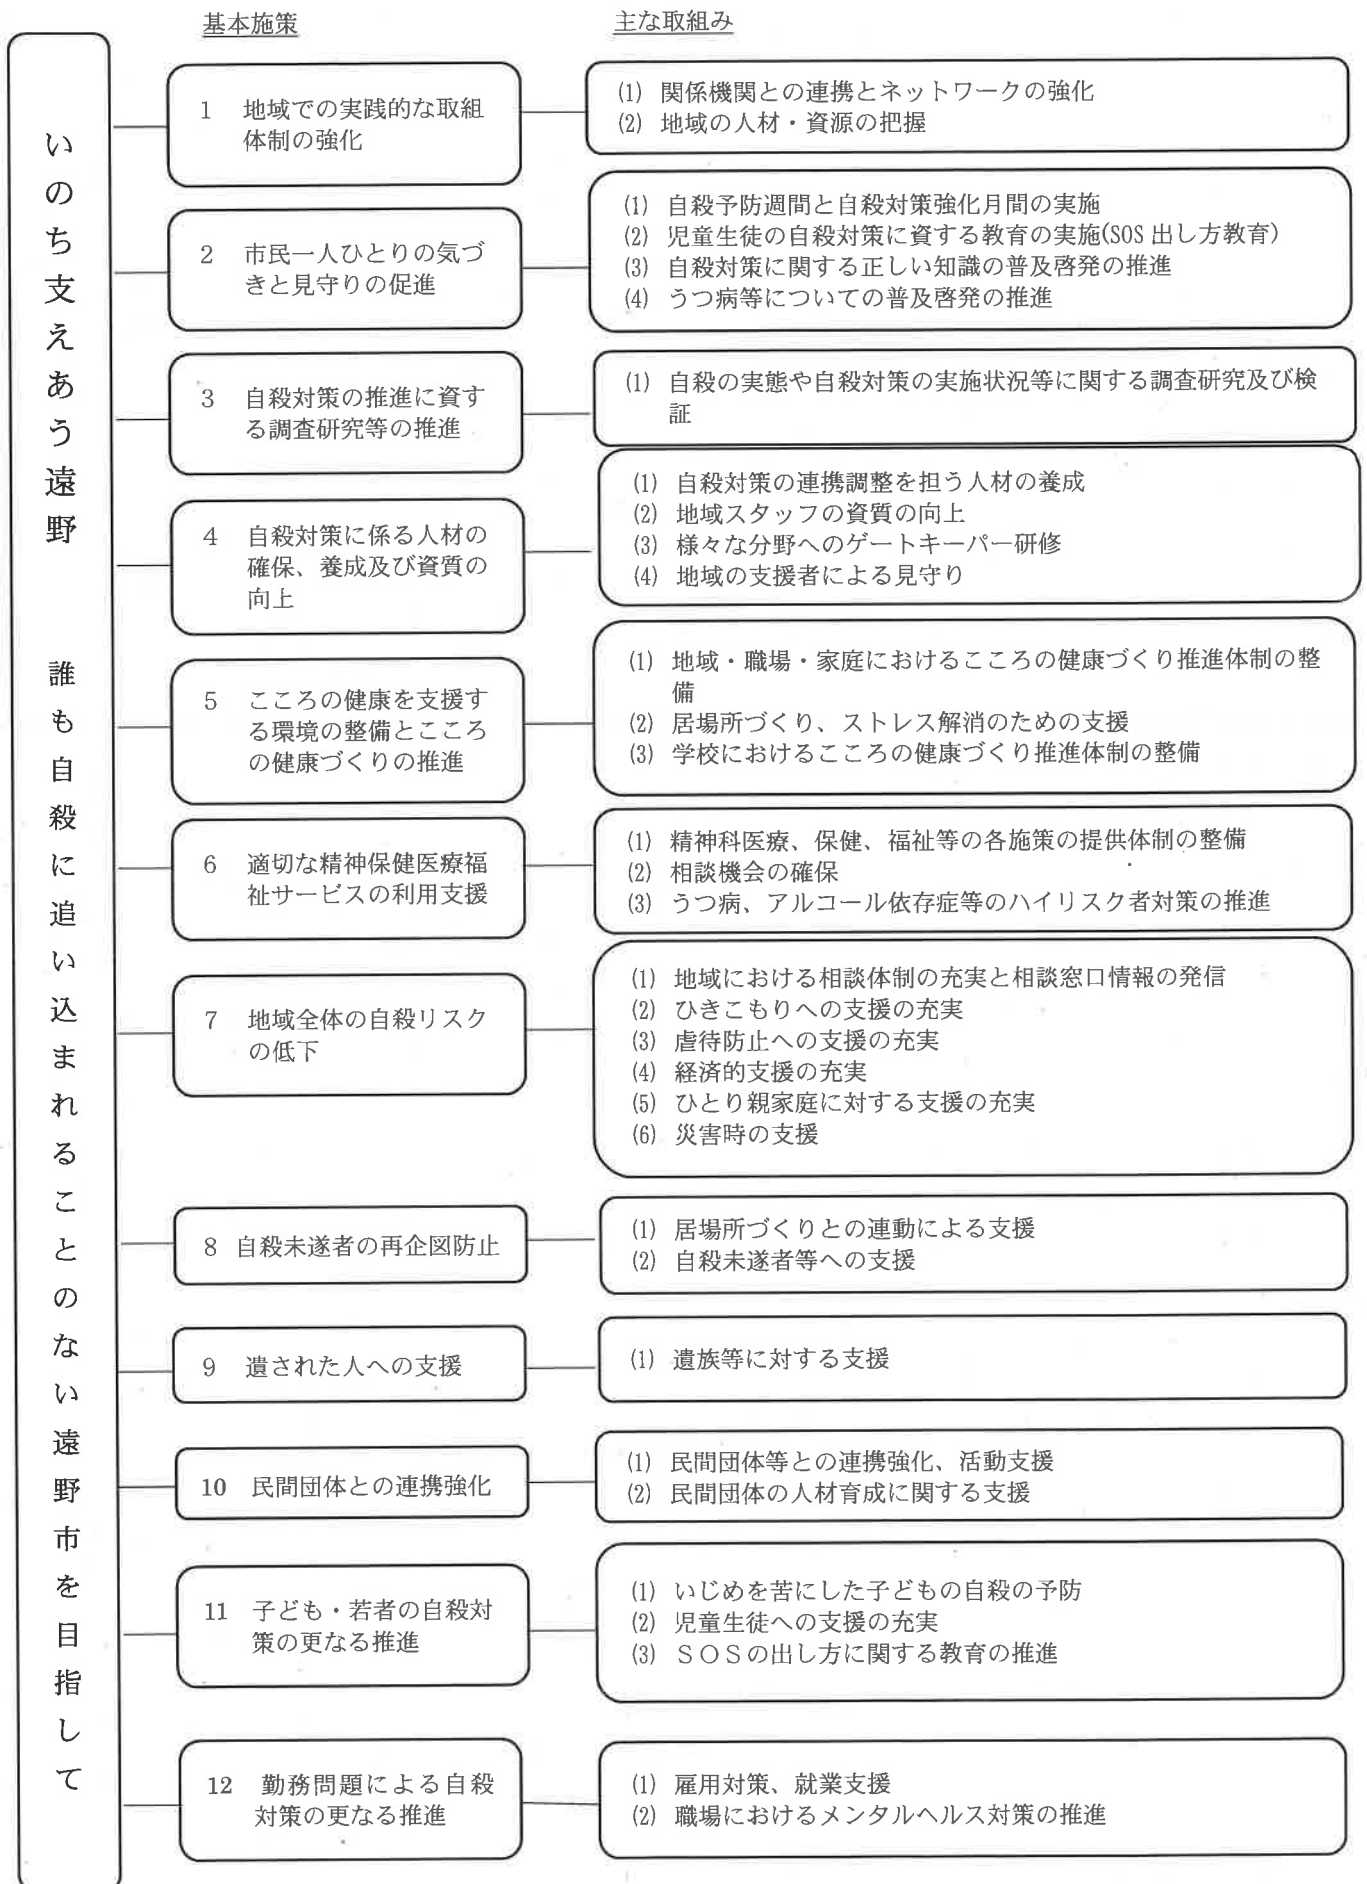 基本施策
主な取組み
いのち支えあう遠野　誰も自殺に追い込まれることのない遠野市を目指して
1　地域での実践的な取組
体制の強化
(1) 関係機関との連携とネットワークの強化
(2) 地域の人材・資源の把握
2　市民一人ひとりの気づ
きと見守りの促進
(1) 自殺予防週間と自殺対策強化月間の実施
(2) 児童生徒の自殺対策に資する教育の実施(SOS 出し方教育)
(3) 自殺対策に関する正しい知識の普及啓発の推進
(4) うつ病等についての普及啓発の推進
3　自殺対策の推進に資す
る調査研究等の推進
(1) 自殺の実態や自殺対策の実施状況等に関する調査研究及び検
証
4　自殺対策に係る人材の
確保、養成及び資質の
向上
(1) 自殺対策の連携調整を担う人材の養成
(2) 地域スタッフの資質の向上
(3) 様々な分野へのゲートキーパー研修
(4) 地域の支援者による見守り
5　こころの健康を支援す
る環境の整備とこころ
の健康づくりの推進
(1) 地域・職場・家庭におけるこころの健康づくり推進体制の整
備
(2) 居場所づくり、ストレス解消のための支援
(3) 学校におけるこころの健康づくり推進体制の整備
6　適切な精神保健医療福
祉サービスの利用支援
(1) 精神科医療、保健、福祉等の各施策の提供体制の整備
(2) 相談機会の確保
(3) うつ病、アルコール依存症等のハイリスク者対策の推進
7　地域全体の自殺リスク
の低下
(1) 地域における相談体制の充実と相談窓口情報の発信
(2) ひきこもりへの支援の充実
(3) 虐待防止への支援の充実
(4) 経済的支援の充実
(5) ひとり親家庭に対する支援の充実
(6) 災害時の支援
8 自殺未遂者の再企図防止
(1) 居場所づくりとの連動による支援
(2) 自殺未遂者等への支援
9　遺された人への支援
(1) 遺族等に対する支援
10　民間団体との連携強化
(1) 民間団体等との連携強化、活動支援
(2) 民間団体の人材育成に関する支援
11　子ども・若者の自殺対
策の更なる推進
(1) いじめを苦にした子どもの自殺の予防
(2) 児童生徒への支援の充実
(3) ＳＯＳの出し方に関する教育の推進
12　勤務問題による自殺
対策の更なる推進
(1) 雇用対策、就業支援
(2) 職場におけるメンタルヘルス対策の推進